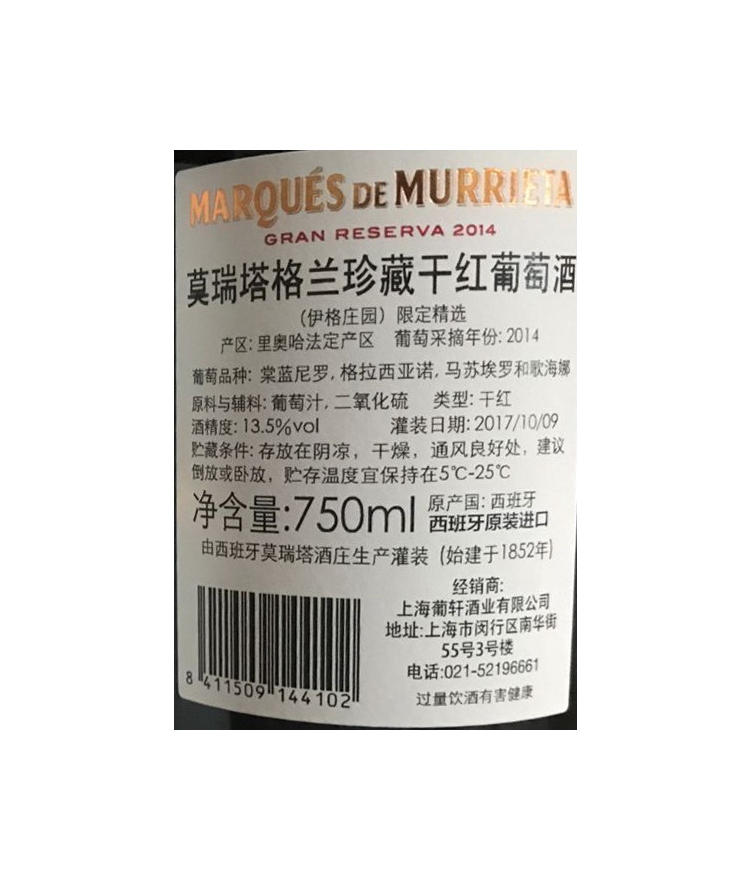 MARQUÉS DE MURRIETA
GRAN RESERVA 2014
莫瑞塔格兰珍藏干红葡萄酒
（伊格庄园）限定精选
产区: 里奥哈法定产区 葡萄采摘年份: 2014
葡萄品种: 棠蓝尼罗, 格拉西亚诺, 马苏埃罗和歌海娜
原料与辅料: 葡萄汁, 二氧化硫 类型: 干红
酒精度: 13.5%vol 灌装日期: 2017/10/09
贮藏条件: 存放在阴凉，干燥，通风良好处，建议
倒放或卧放，贮存温度宜保持在5℃-25℃
净含量:750ml 原产国: 西班牙
西班牙原装进口
由西班牙莫瑞塔酒庄生产灌装 (始建于1852年)
经销商:
上海葡轩酒业有限公司
地址:上海市闵行区南华街
55号3号楼
电话:021-52196661
过量饮酒有害健康
8 411509 144102